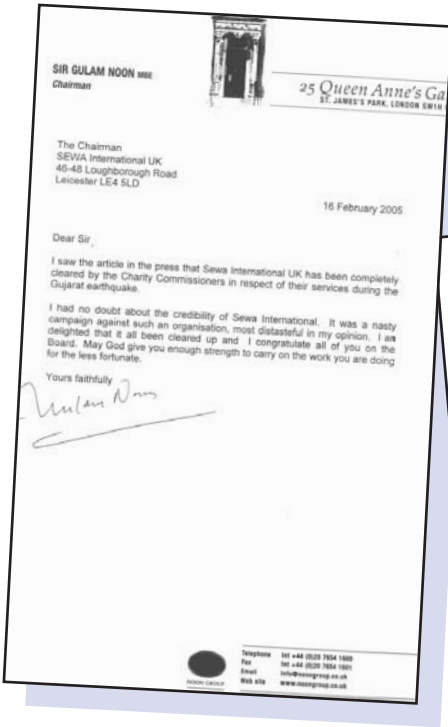 SIR GULAM NOON MBE
Chairman
25 Queen Anne's Ga
ST. JAMES'S PARK, LONDON SW1H
The Chairman
SEWA International UK
46-48 Loughborough Road
Leicester LE4 5LD
16 February 2005
Dear Sir
I saw the article in the press that Sewa International UK has been completely
cleared by the Charity Commissioners in respect of their services during the
Gujarat earthquake.
I had no doubt about the credibility of Sewa International. It was a nasty
campaign against such an organisation, most distasteful in my opinion. I am
delighted that it all been cleared up and I congratulate all of you on the
Board. May God give you enough strength to carry on the work you are doing
for the less fortunate.
Yours faithfully
Gulam Noon
NOON GROUP
Telephone Int +44 (0)20 7654 1600
Fax Int +44 (0)20 7654 1601
Email info@noongroup.co.uk
Web site www.noongroup.co.uk